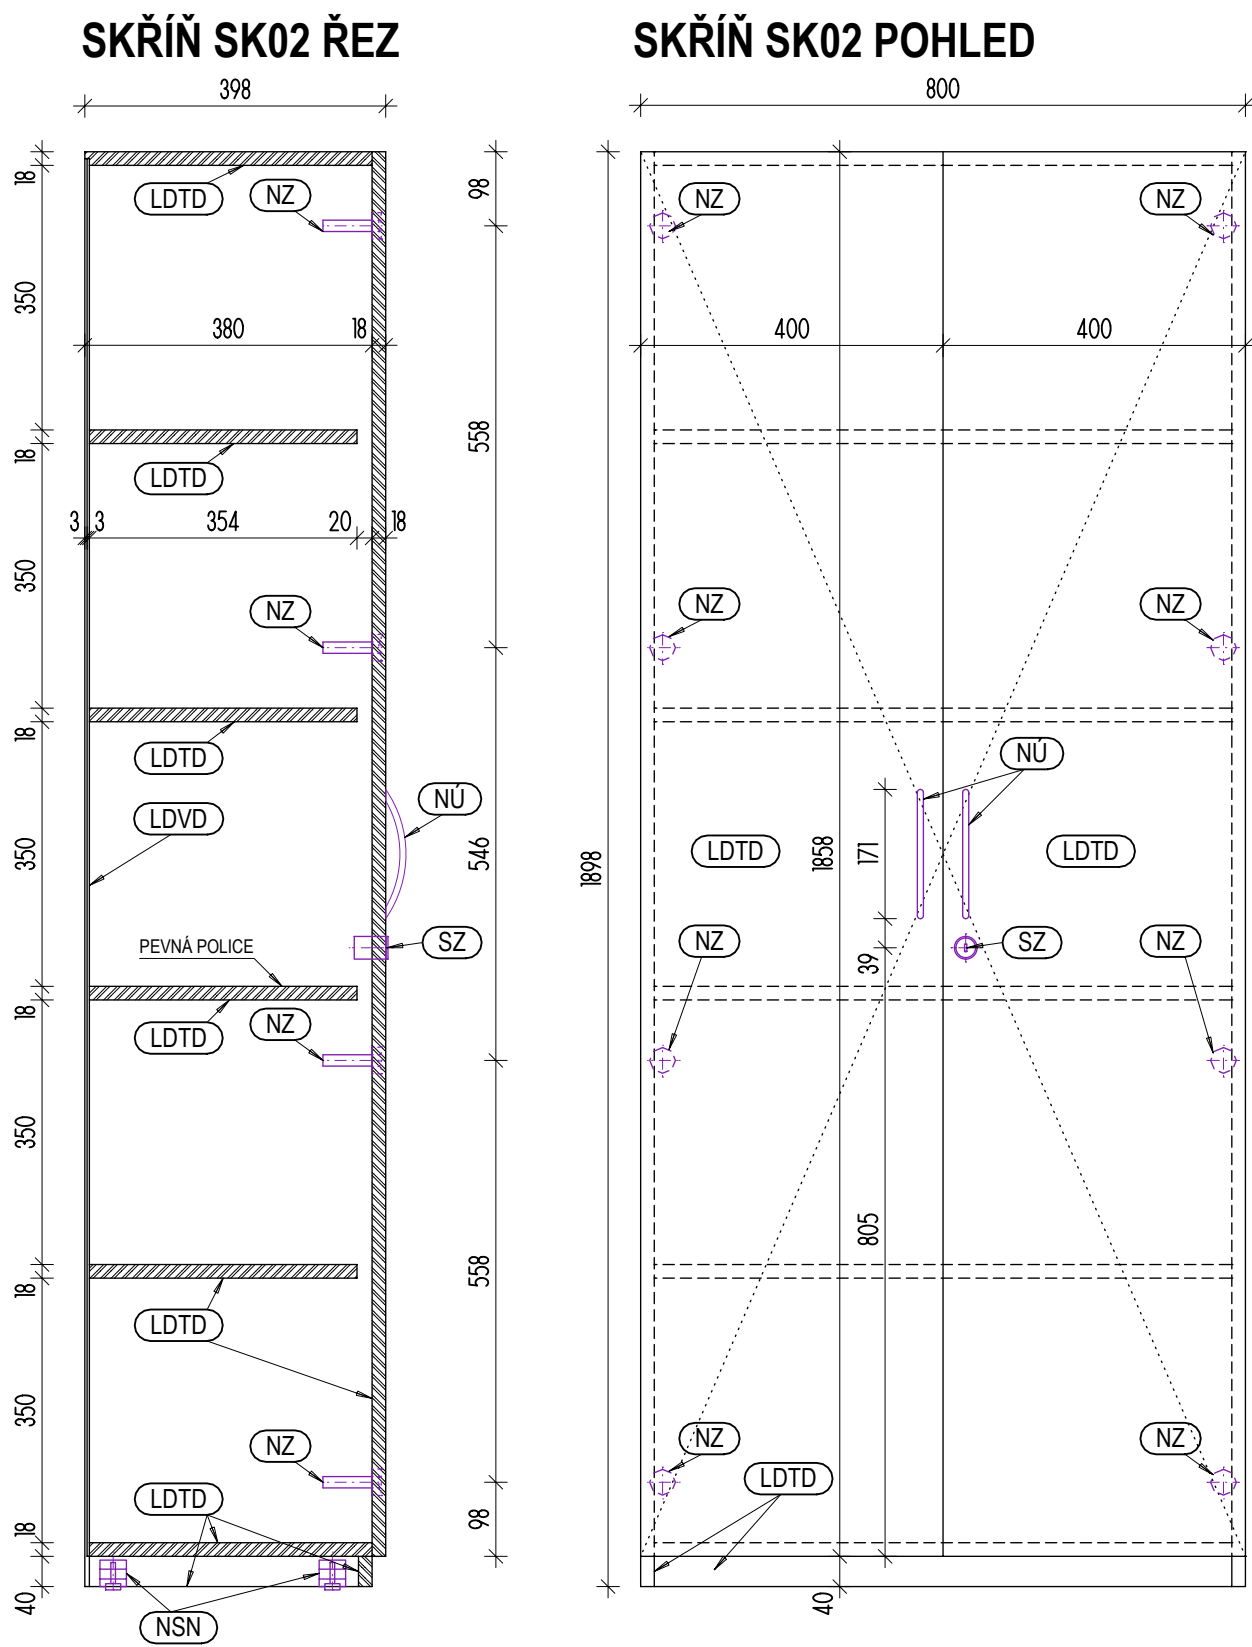 SKŘÍŇ SK02 ŘEZ
SKŘÍŇ SK02 POHLED
398
800
18
LDTD
NZ
98
NZ
NZ
350
380
18
400
400
558
18
LDTD
3
3
354
20
18
350
NZ
NZ
NZ
18
LDTD
NÚ
LDVD
NÚ
350
546
1898
LDTD
1858
171
LDTD
PEVNÁ POLICE
SZ
NZ
39
SZ
NZ
18
LDTD
NZ
350
805
558
18
LDTD
350
NZ
NZ
NZ
LDTD
LDTD
18
98
40
NSN
40